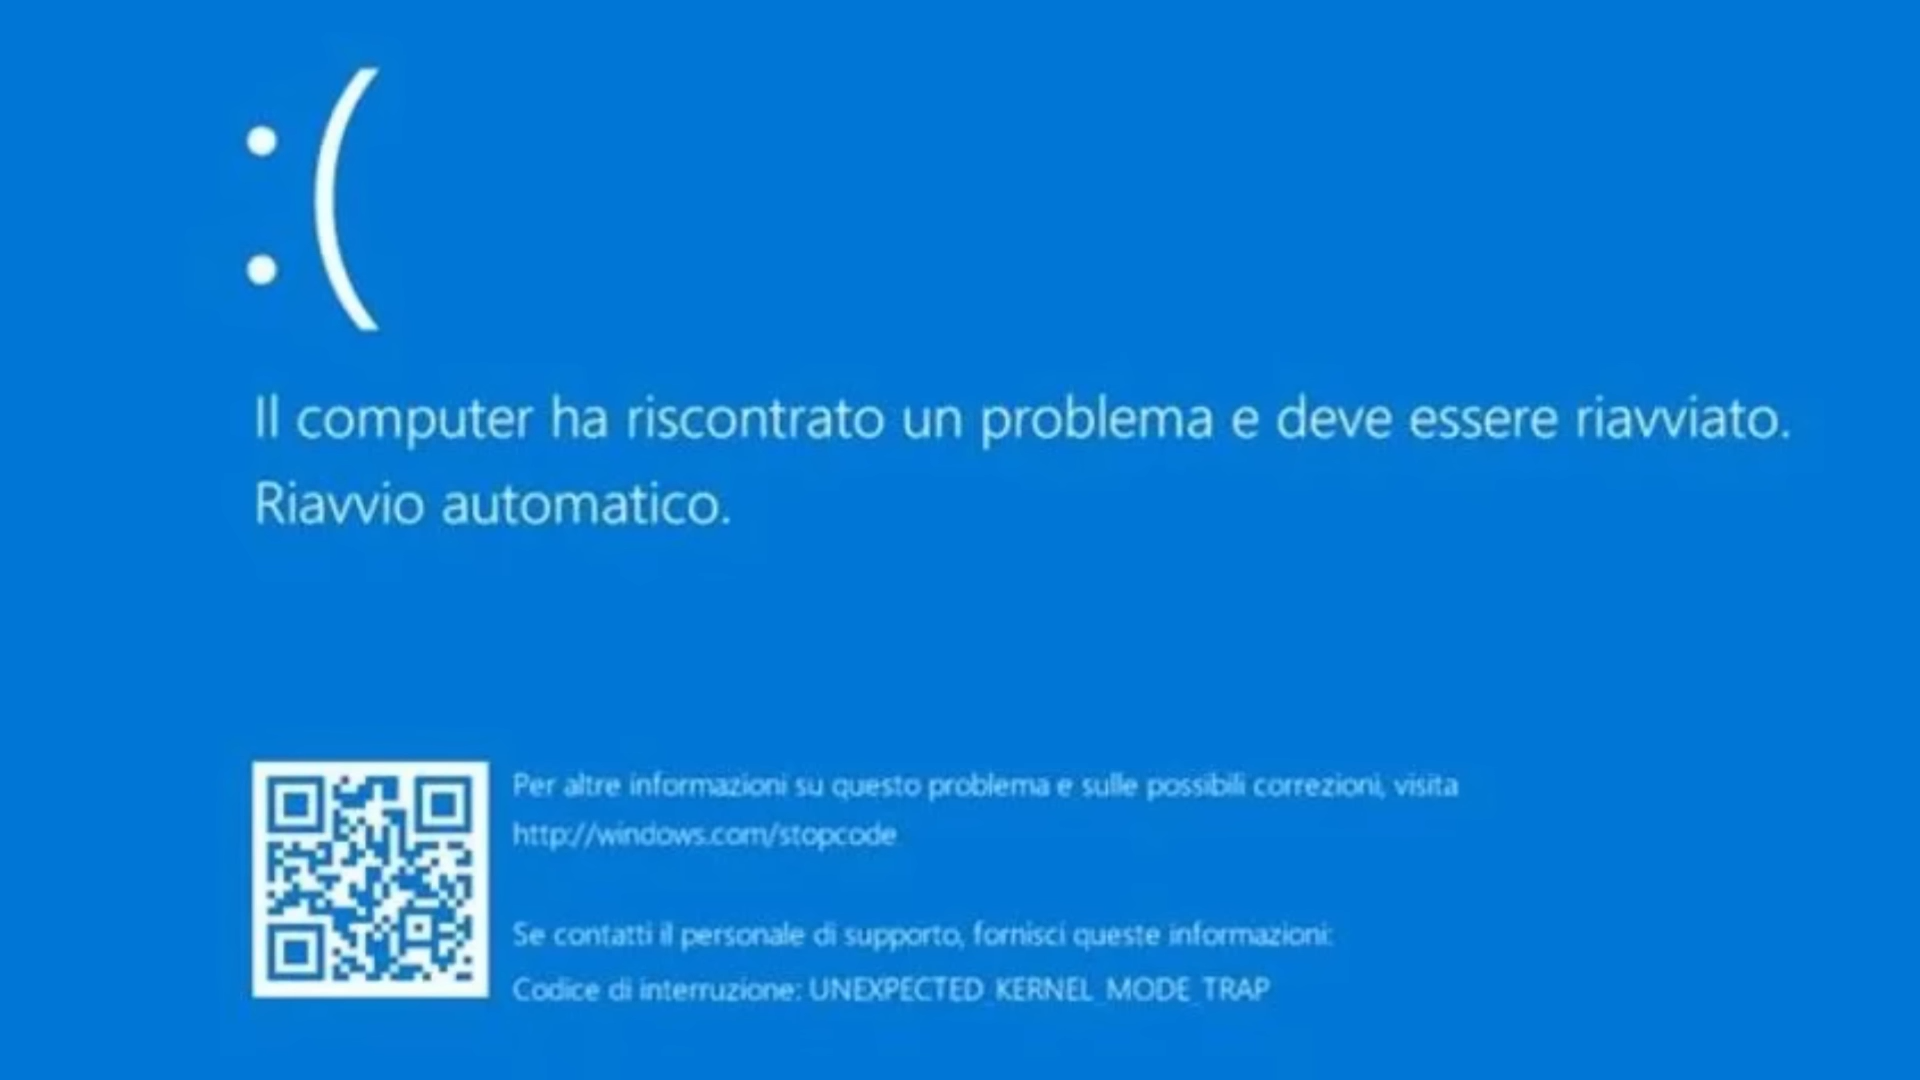 :(
Il computer ha riscontrato un problema e deve essere riavviato.
Riavvio automatico.
Per altre informazioni su questo problema e sulle possibili correzioni, visita
http://windows.com/stopcode
Se contatti il personale di supporto, fornisci queste informazioni:
Codice di interruzione: UNEXPECTED_KERNEL_MODE_TRAP